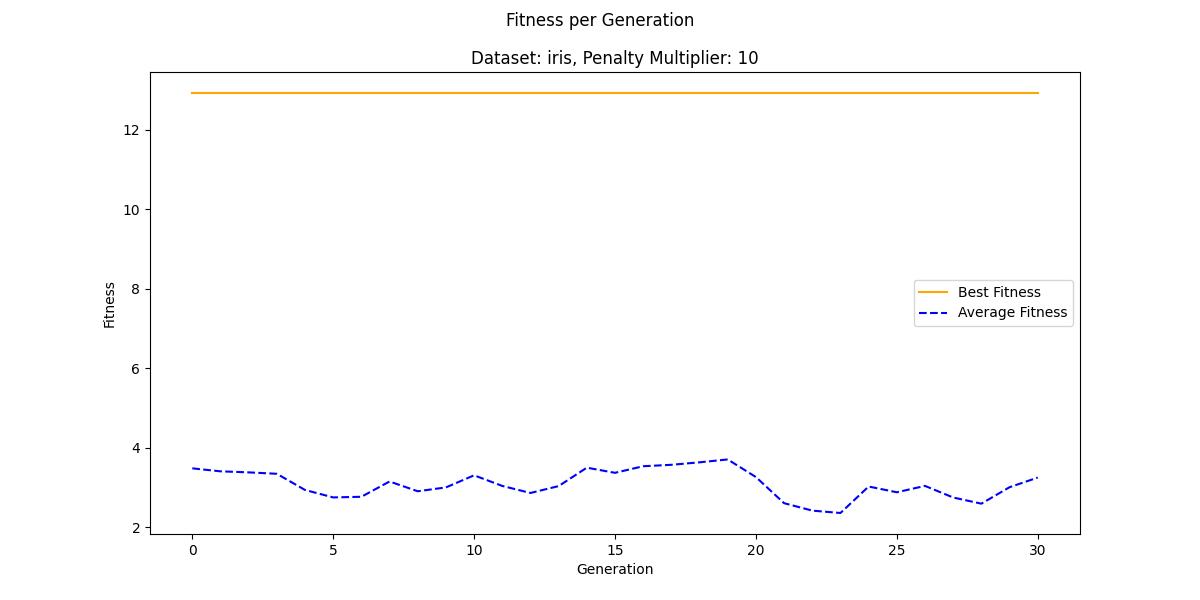 Fitness per Generation
Dataset: iris, Penalty Multiplier: 10
12
10
8
6
4
2
Fitness
Best Fitness
Average Fitness
0 5 10 15 20 25 30
Generation